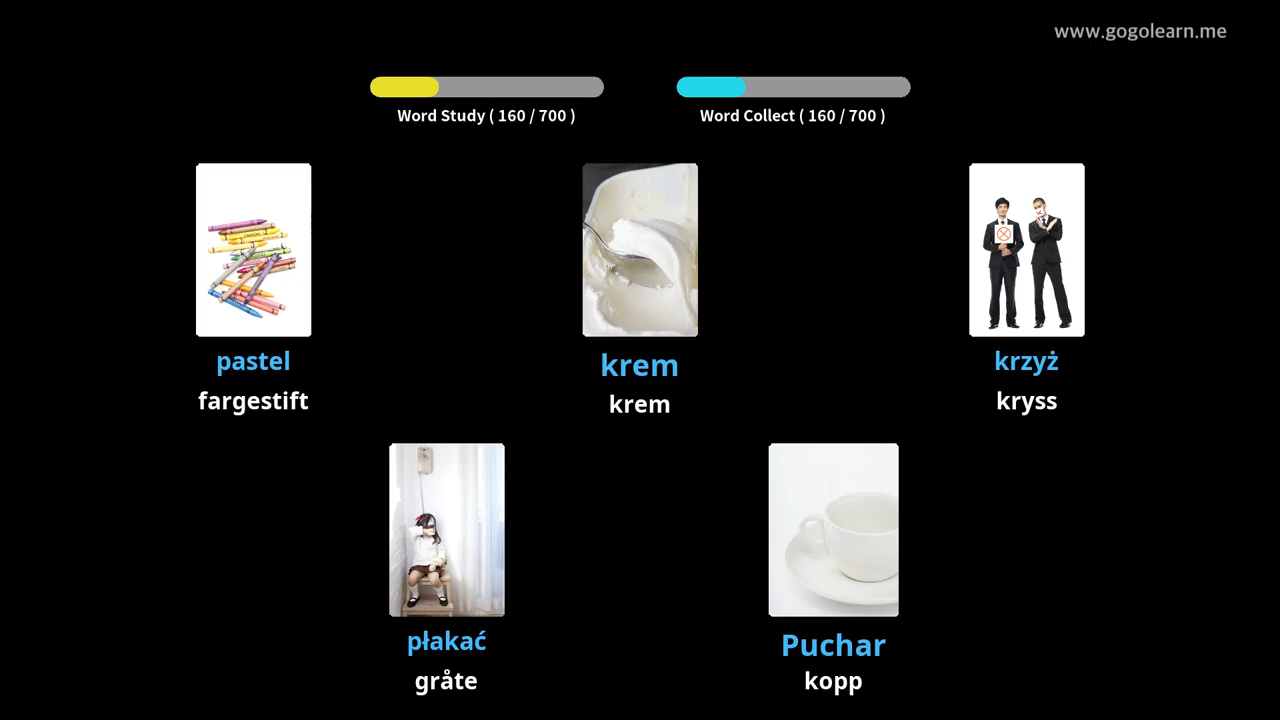 www.gogolearn.me
Word Study ( 160 / 700 )
Word Collect ( 160 / 700 )
pastel
fargestift
krem
krem
krzyż
kryss
płakać
gråte
Puchar
kopp